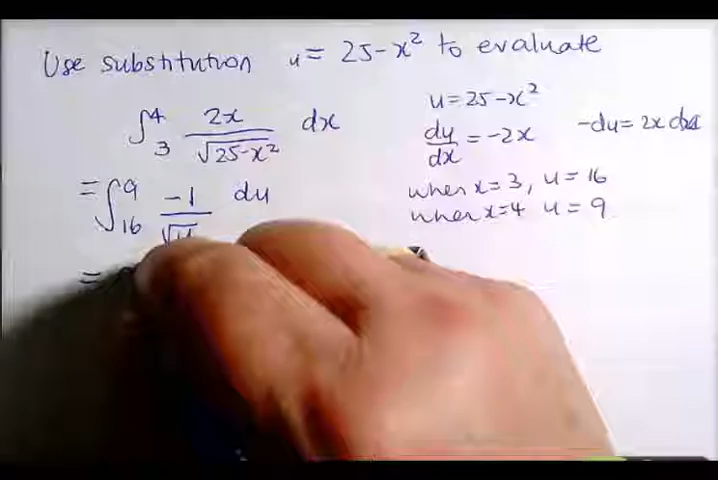 Use substitution u = 25-x² to evaluate
∫₃⁴ 2x/√(25-x²) dx
= ∫₁₆⁹ -1/√u du
=
u = 25-x²
du/dx = -2x
-du = 2x dx
when x=3, u = 16
when x=4 u = 9